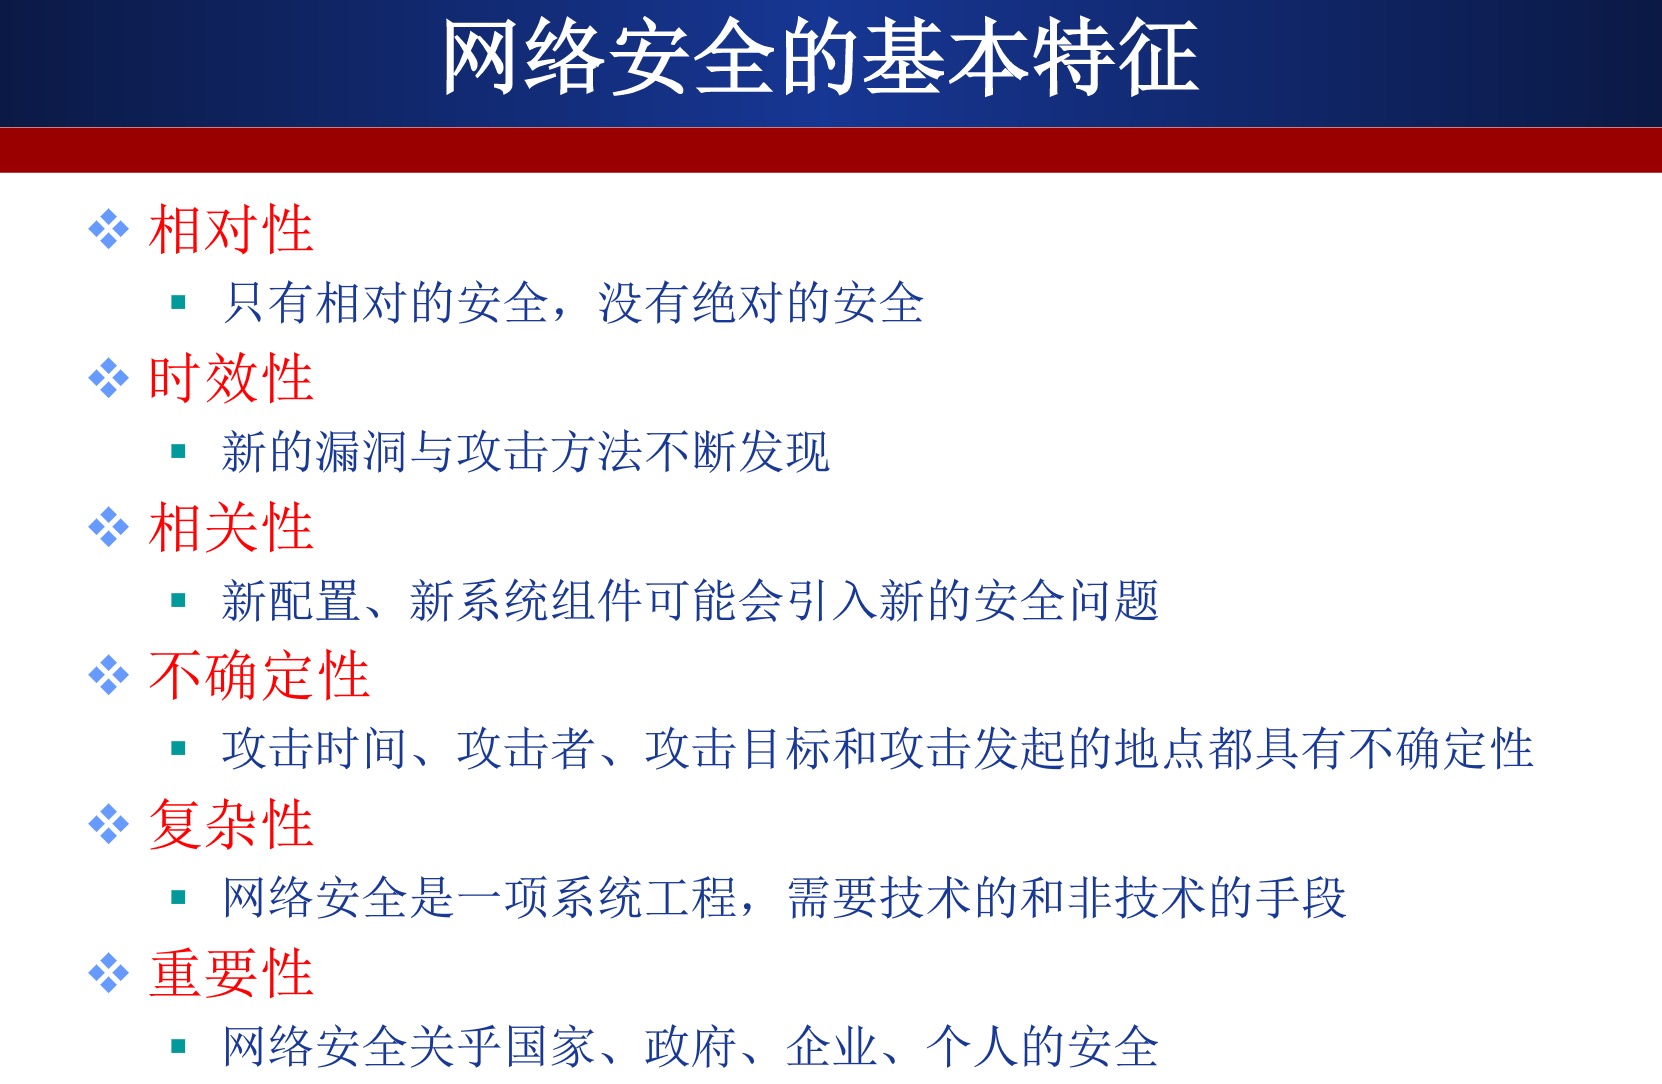 网络安全的基本特征
相对性
只有相对的安全，没有绝对的安全
时效性
新的漏洞与攻击方法不断发现
相关性
新配置、新系统组件可能会引入新的安全问题
不确定性
攻击时间、攻击者、攻击目标和攻击发起的地点都具有不确定性
复杂性
网络安全是一项系统工程，需要技术的和非技术的手段
重要性
网络安全关乎国家、政府、企业、个人的安全